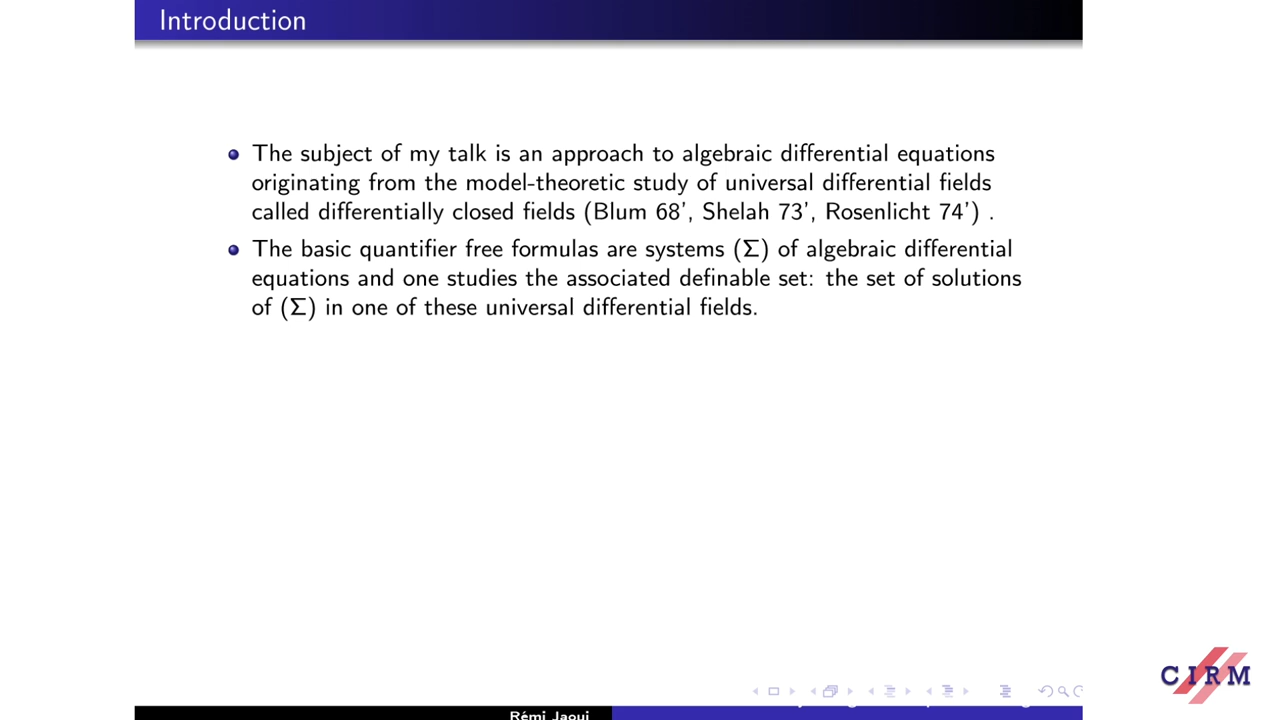 Introduction
The subject of my talk is an approach to algebraic differential equations
originating from the model-theoretic study of universal differential fields
called differentially closed fields (Blum 68', Shelah 73', Rosenlicht 74') .
The basic quantifier free formulas are systems (Σ) of algebraic differential
equations and one studies the associated definable set: the set of solutions
of (Σ) in one of these universal differential fields.
CIRM
Rémi Jaoui